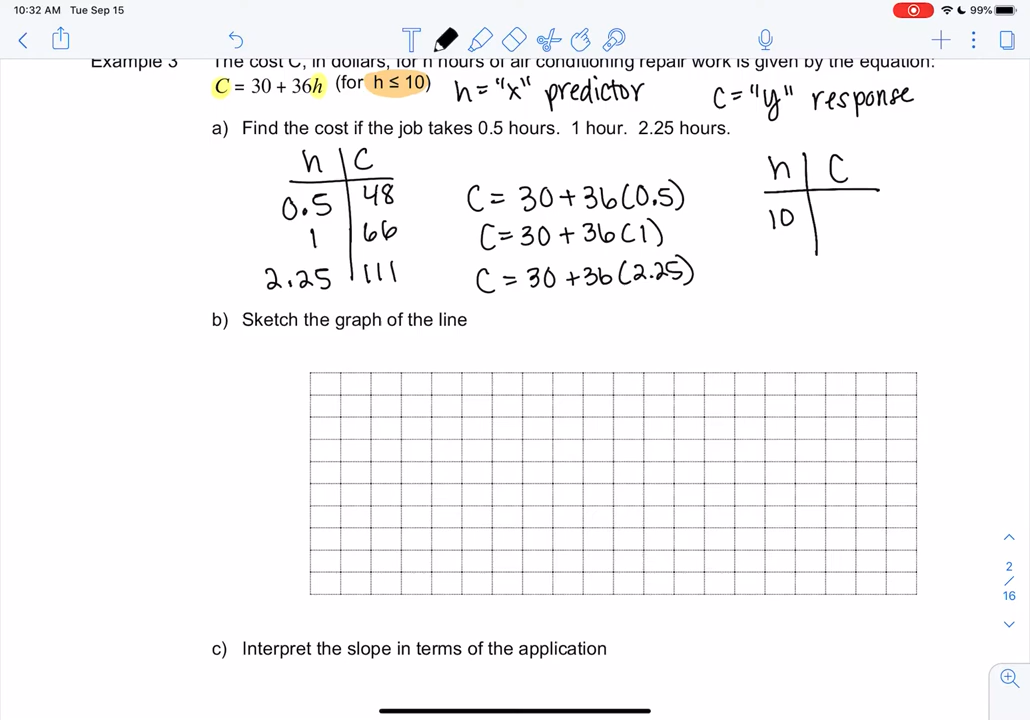 10:32 AM Tue Sep 15
99%
Example 3 The cost C, in dollars, for h hours of air conditioning repair work is given by the equation:
C = 30 + 36h (for h ≤ 10) h = "x" predictor C = "y" response
a) Find the cost if the job takes 0.5 hours. 1 hour. 2.25 hours.
h C
0.5 48 C = 30 + 36(0.5)
1 66 C = 30 + 36(1)
2.25 111 C = 30 + 36(2.25)
h C
10
b) Sketch the graph of the line
c) Interpret the slope in terms of the application
2
/
16
T